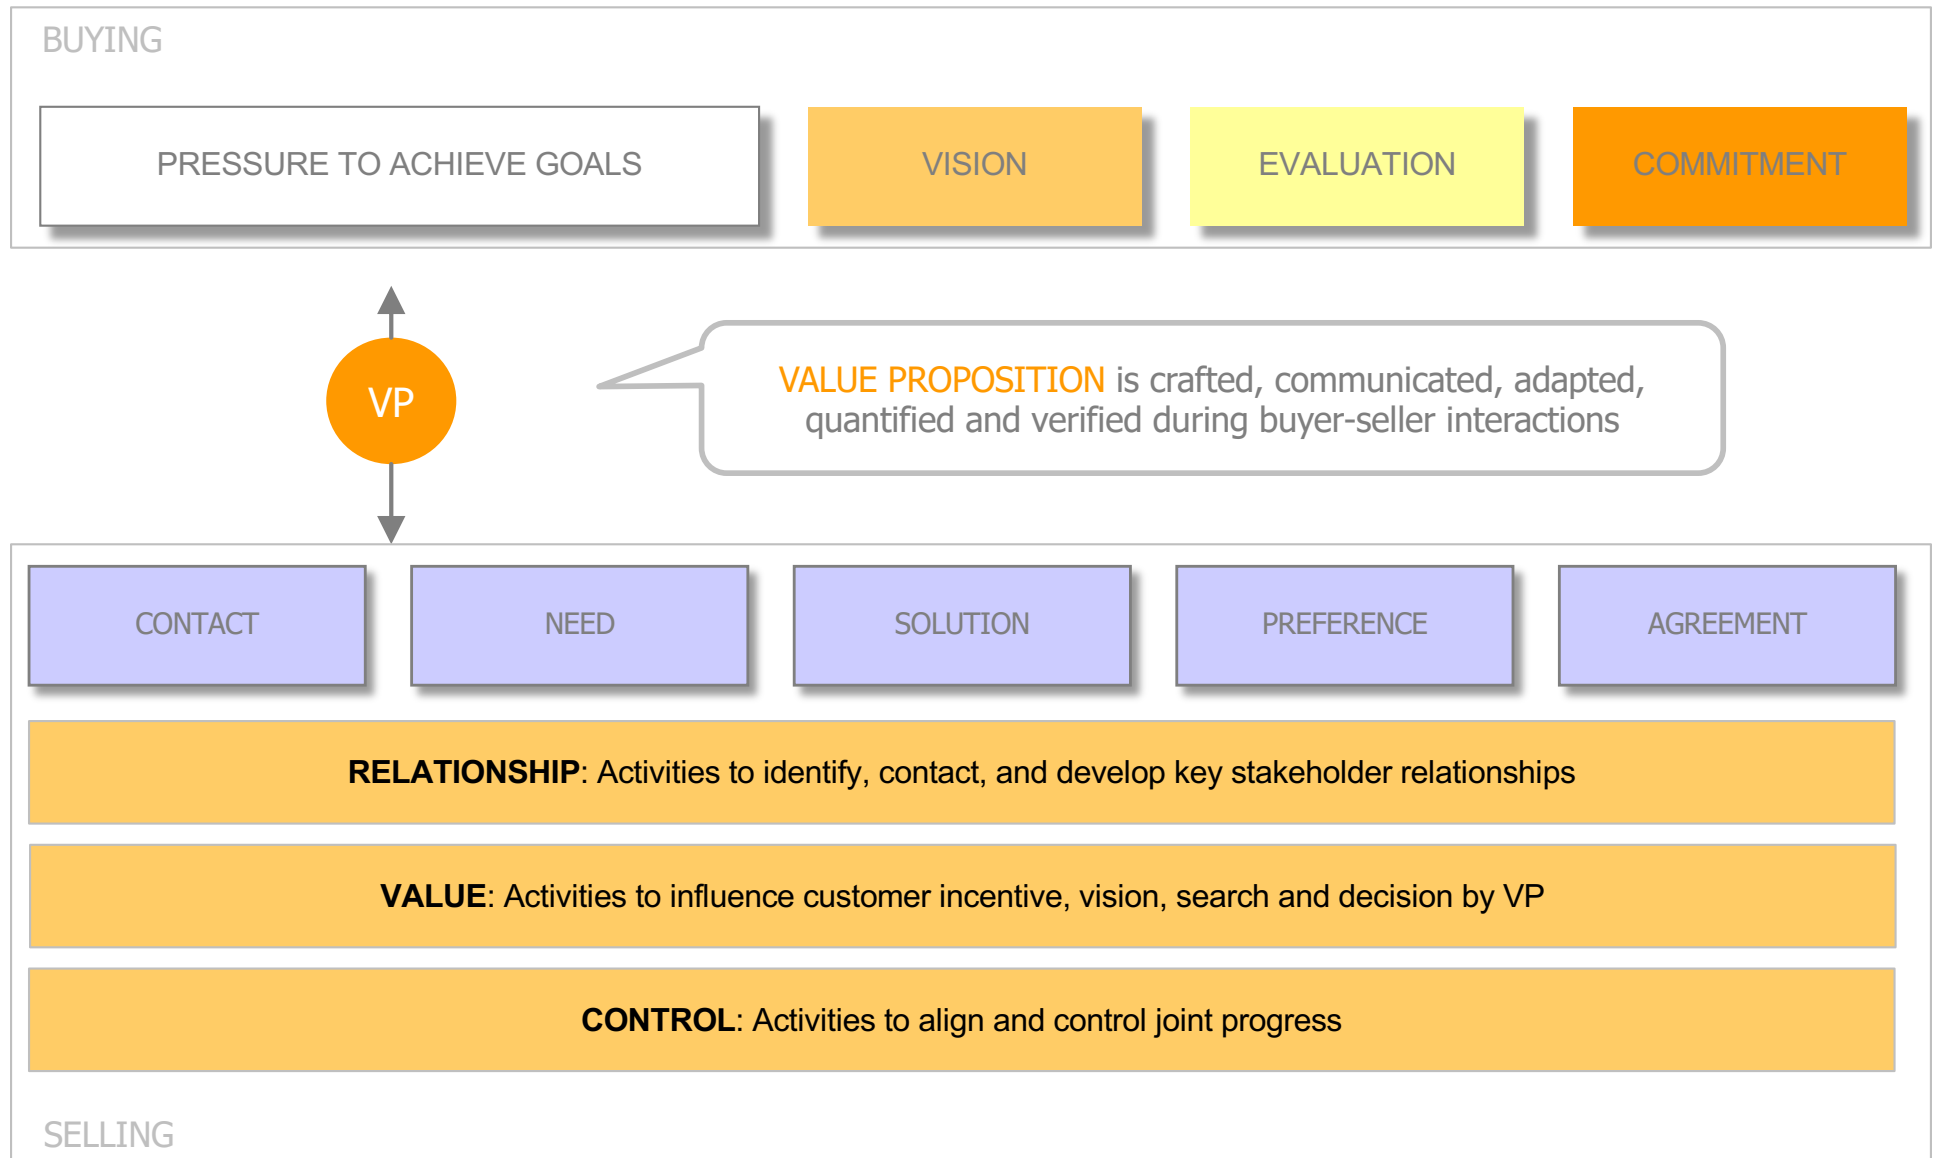 BUYING
PRESSURE TO ACHIEVE GOALS
VISION
EVALUATION
COMMITMENT
VP
VALUE PROPOSITION is crafted, communicated, adapted,
quantified and verified during buyer-seller interactions
CONTACT
NEED
SOLUTION
PREFERENCE
AGREEMENT
RELATIONSHIP: Activities to identify, contact, and develop key stakeholder relationships
VALUE: Activities to influence customer incentive, vision, search and decision by VP
CONTROL: Activities to align and control joint progress
SELLING